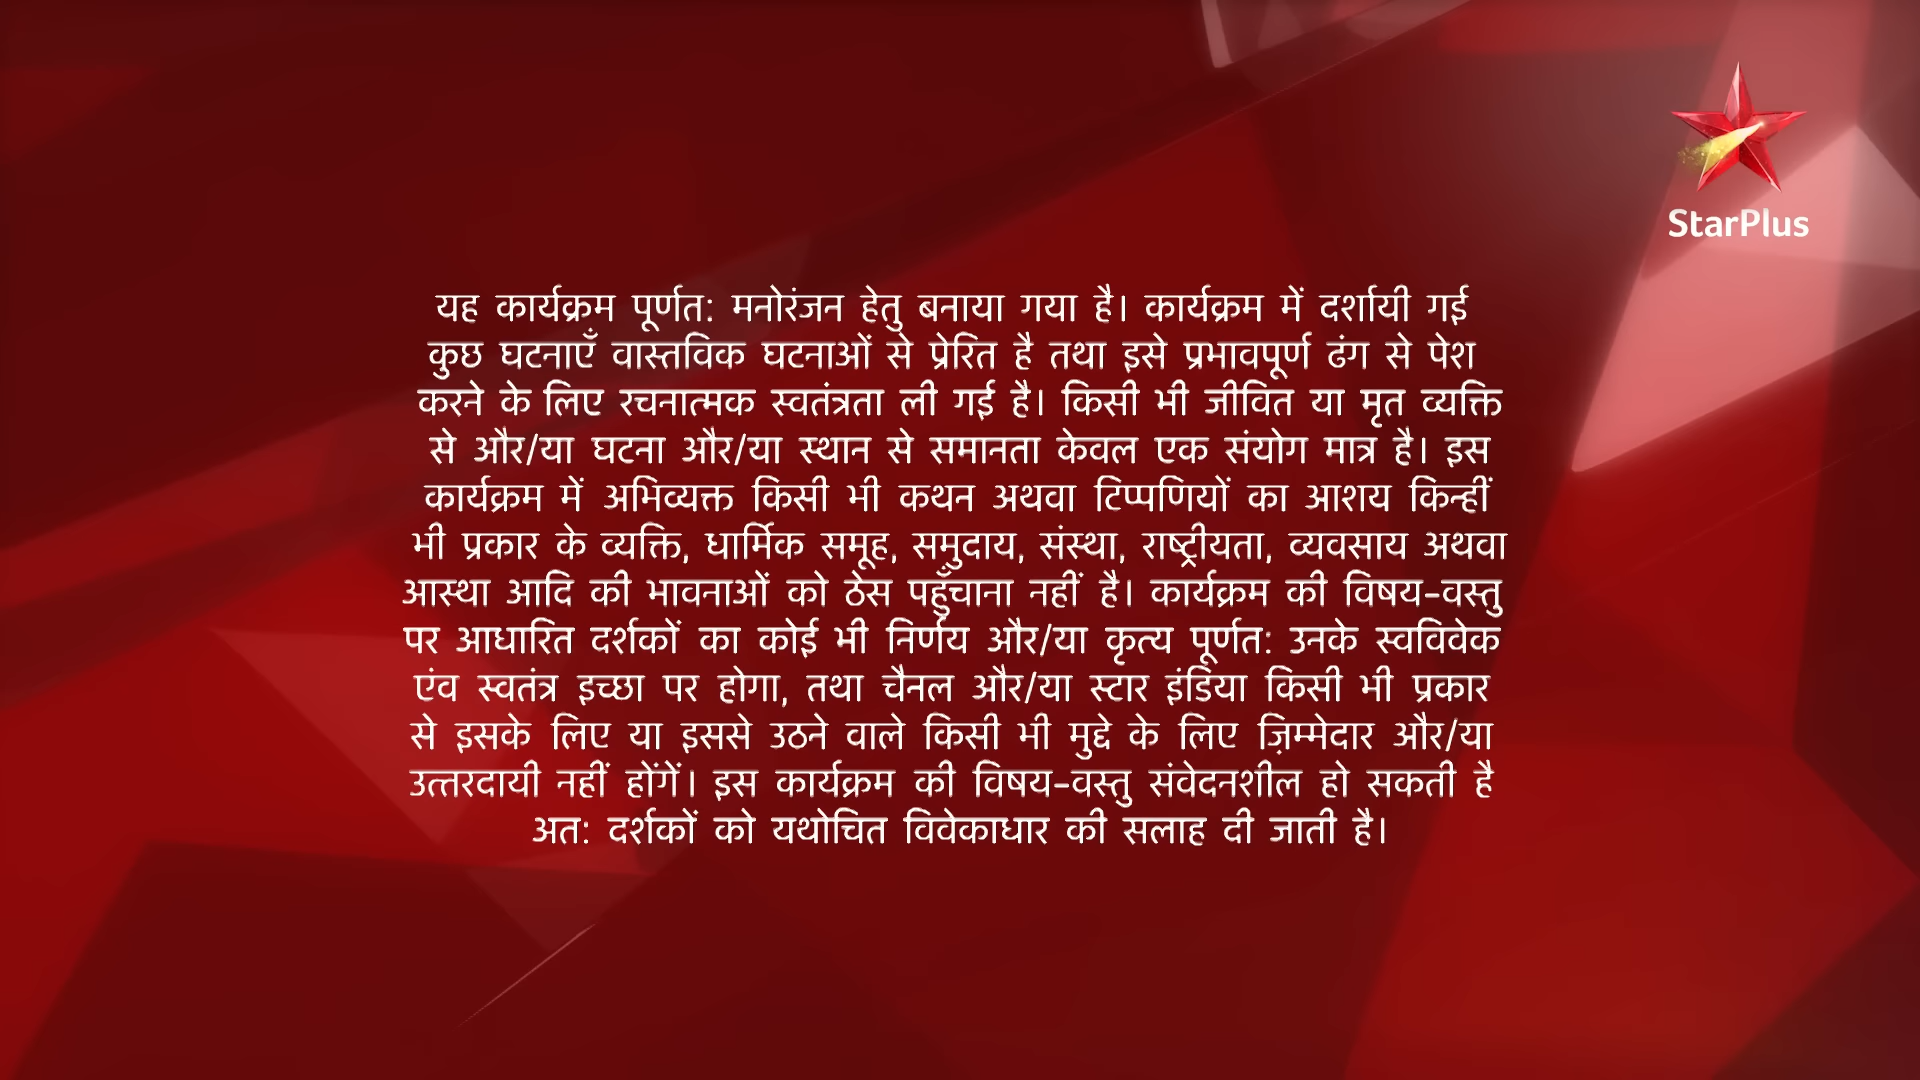 StarPlus
यह कार्यक्रम पूर्णत: मनोरंजन हेतु बनाया गया है। कार्यक्रम में दर्शायी गई
कुछ घटनाएँ वास्तविक घटनाओं से प्रेरित है तथा इसे प्रभावपूर्ण ढंग से पेश
करने के लिए रचनात्मक स्वतंत्रता ली गई है। किसी भी जीवित या मृत व्यक्ति
से और/या घटना और/या स्थान से समानता केवल एक संयोग मात्र है। इस
कार्यक्रम में अभिव्यक्त किसी भी कथन अथवा टिप्पणियों का आशय किन्हीं
भी प्रकार के व्यक्ति, धार्मिक समूह, समुदाय, संस्था, राष्ट्रीयता, व्यवसाय अथवा
आस्था आदि की भावनाओं को ठेस पहुँचाना नहीं है। कार्यक्रम की विषय-वस्तु
पर आधारित दर्शकों का कोई भी निर्णय और/या कृत्य पूर्णत: उनके स्वविवेक
एंव स्वतंत्र इच्छा पर होगा, तथा चैनल और/या स्टार इंडिया किसी भी प्रकार
से इसके लिए या इससे उठने वाले किसी भी मुद्दे के लिए ज़िम्मेदार और/या
उत्तरदायी नहीं होंगें। इस कार्यक्रम की विषय-वस्तु संवेदनशील हो सकती है
अत: दर्शकों को यथोचित विवेकाधार की सलाह दी जाती है।